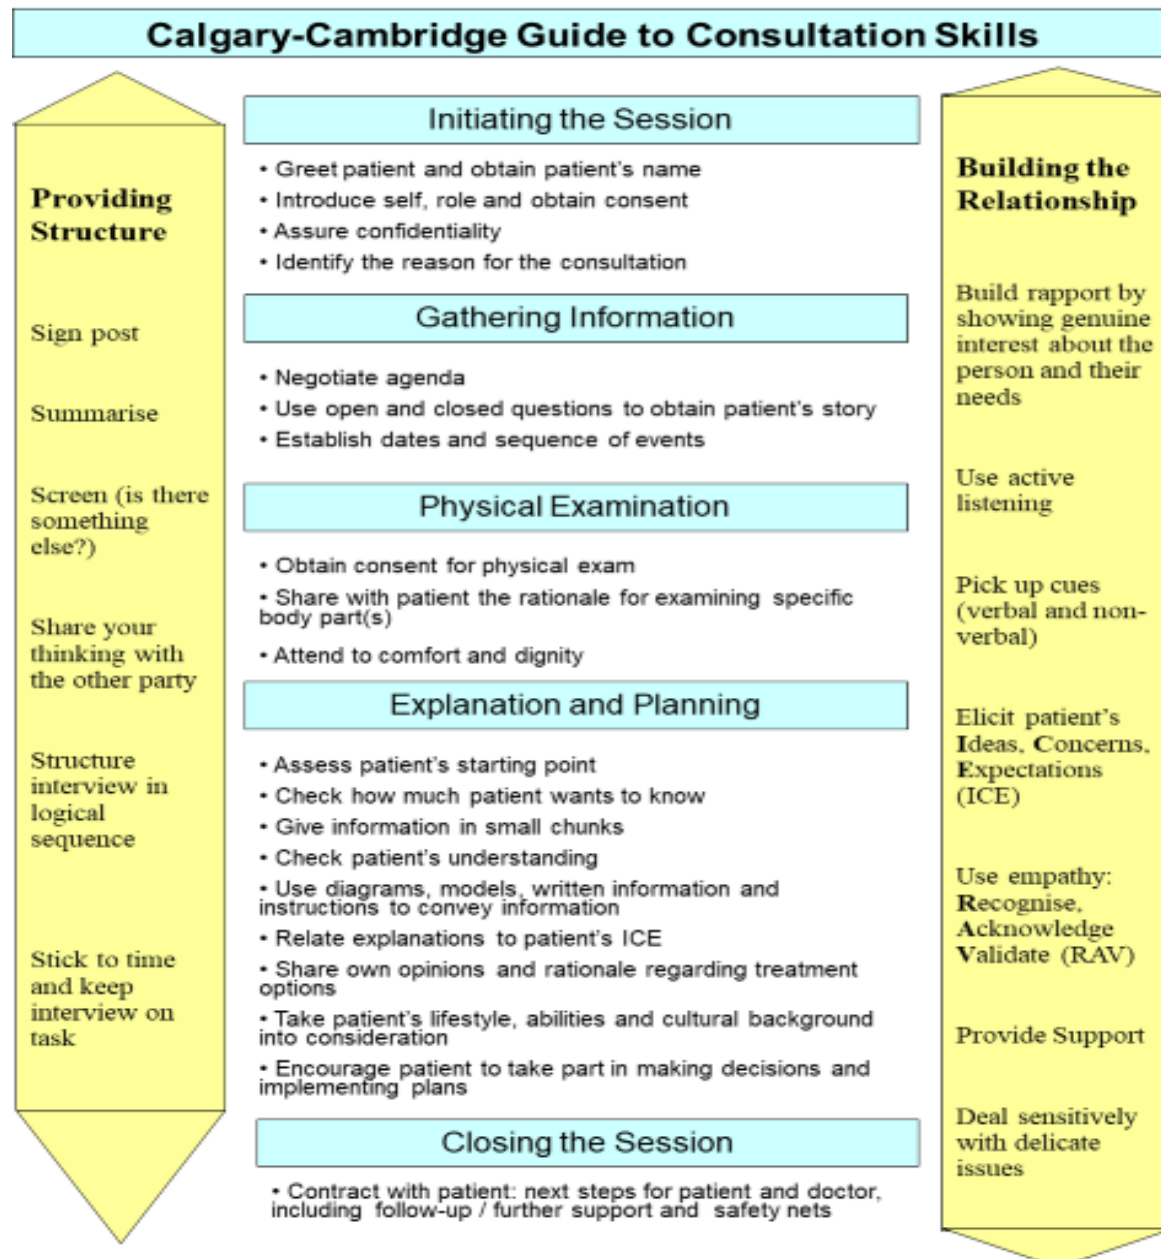 Calgary-Cambridge Guide to Consultation Skills
Providing
Structure
Sign post
Summarise
Screen (is there
something
else?)
Share your
thinking with
the other party
Structure
interview in
logical
sequence
Stick to time
and keep
interview on
task
Initiating the Session
• Greet patient and obtain patient's name
• Introduce self, role and obtain consent
• Assure confidentiality
• Identify the reason for the consultation
Gathering Information
• Negotiate agenda
• Use open and closed questions to obtain patient's story
• Establish dates and sequence of events
Physical Examination
• Obtain consent for physical exam
• Share with patient the rationale for examining specific
body part(s)
• Attend to comfort and dignity
Explanation and Planning
• Assess patient's starting point
• Check how much patient wants to know
• Give information in small chunks
• Check patient's understanding
• Use diagrams, models, written information and
instructions to convey information
• Relate explanations to patient's ICE
• Share own opinions and rationale regarding treatment
options
• Take patient's lifestyle, abilities and cultural background
into consideration
• Encourage patient to take part in making decisions and
implementing plans
Closing the Session
• Contract with patient: next steps for patient and doctor,
including follow-up / further support and safety nets
Building the
Relationship
Build rapport by
showing genuine
interest about the
person and their
needs
Use active
listening
Pick up cues
(verbal and non-
verbal)
Elicit patient's
Ideas, Concerns,
Expectations
(ICE)
Use empathy:
Recognise,
Acknowledge
Validate (RAV)
Provide Support
Deal sensitively
with delicate
issues